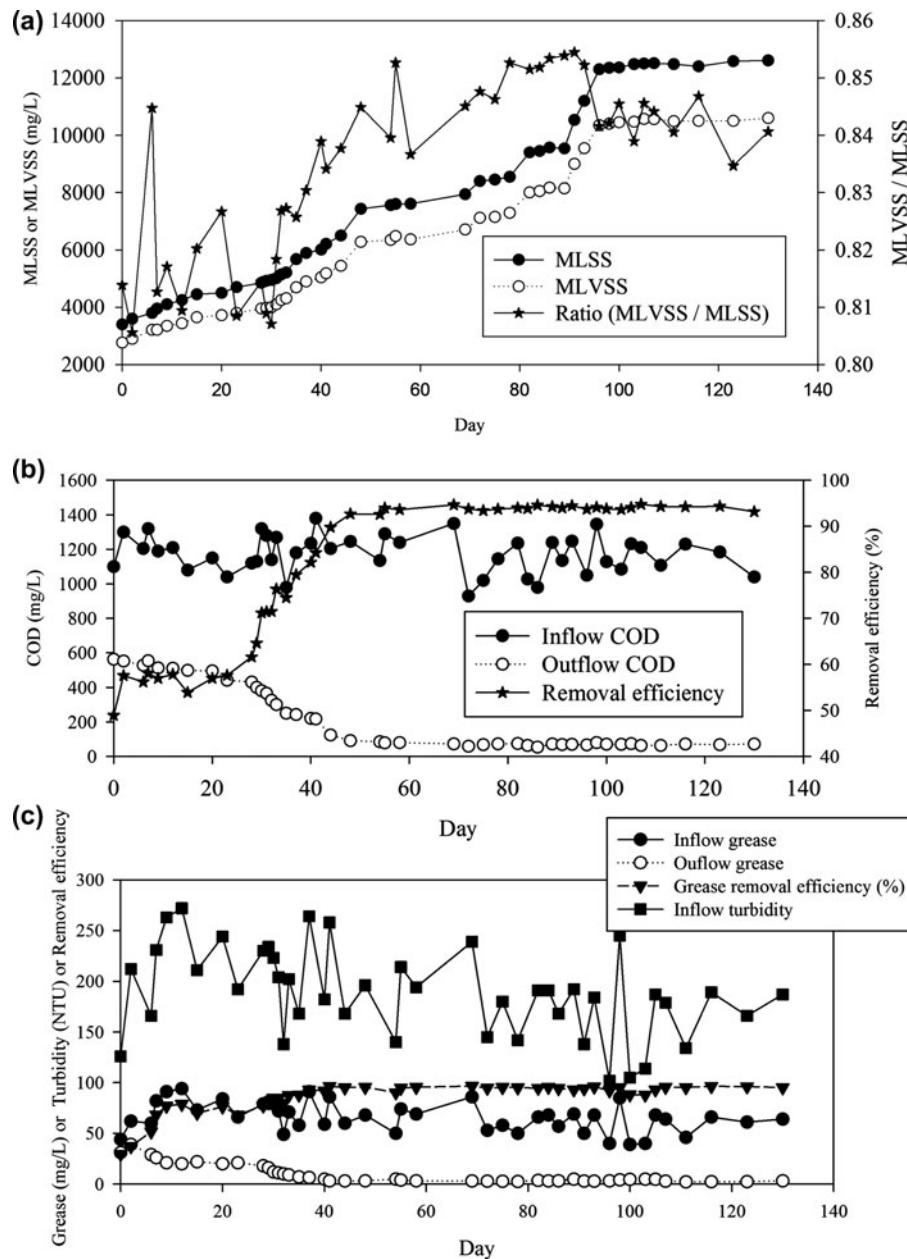 (a)
14000
12000
10000
8000
6000
4000
2000
MLSS or MLVSS (mg/L)
0.86
0.85
0.84
0.83
0.82
0.81
0.80
MLVSS / MLSS
MLSS
MLVSS
Ratio (MLVSS / MLSS)
0 20 40 60 80 100 120 140
Day
(b)
1600
1400
1200
1000
800
600
400
200
0
COD (mg/L)
100
90
80
70
60
50
40
Removal efficiency (%)
Inflow COD
Outflow COD
Removal efficiency
0 20 40 60 80 100 120 140
Day
(c)
Inflow grease
Ouflow grease
Grease removal efficiency (%)
Inflow turbidity
300
250
200
150
100
50
0
Grease (mg/L) or Turbidity (NTU) or Removal efficiency
0 20 40 60 80 100 120 140
Day